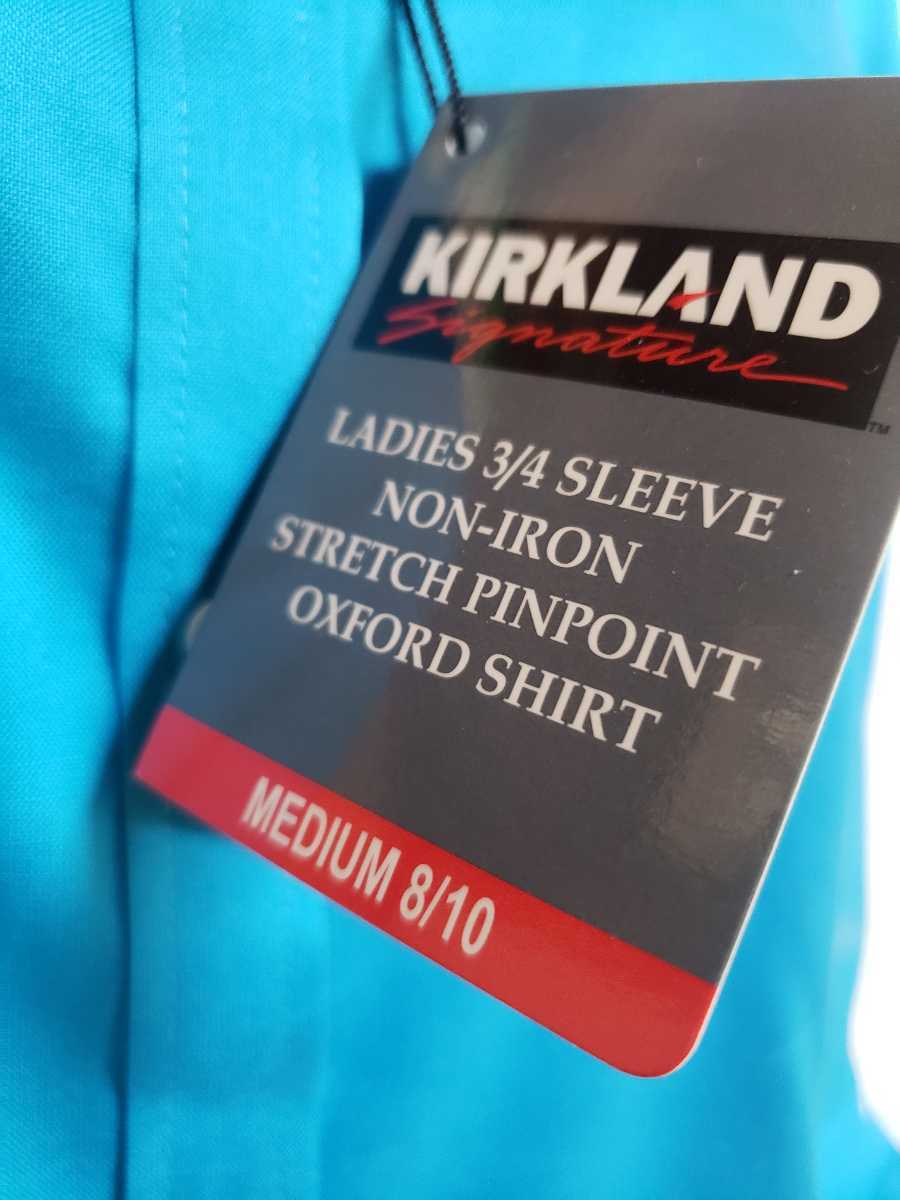 KIRKLAND
Signature
TM
LADIES 3/4 SLEEVE
NON-IRON
STRETCH PINPOINT
OXFORD SHIRT
MEDIUM 8/10